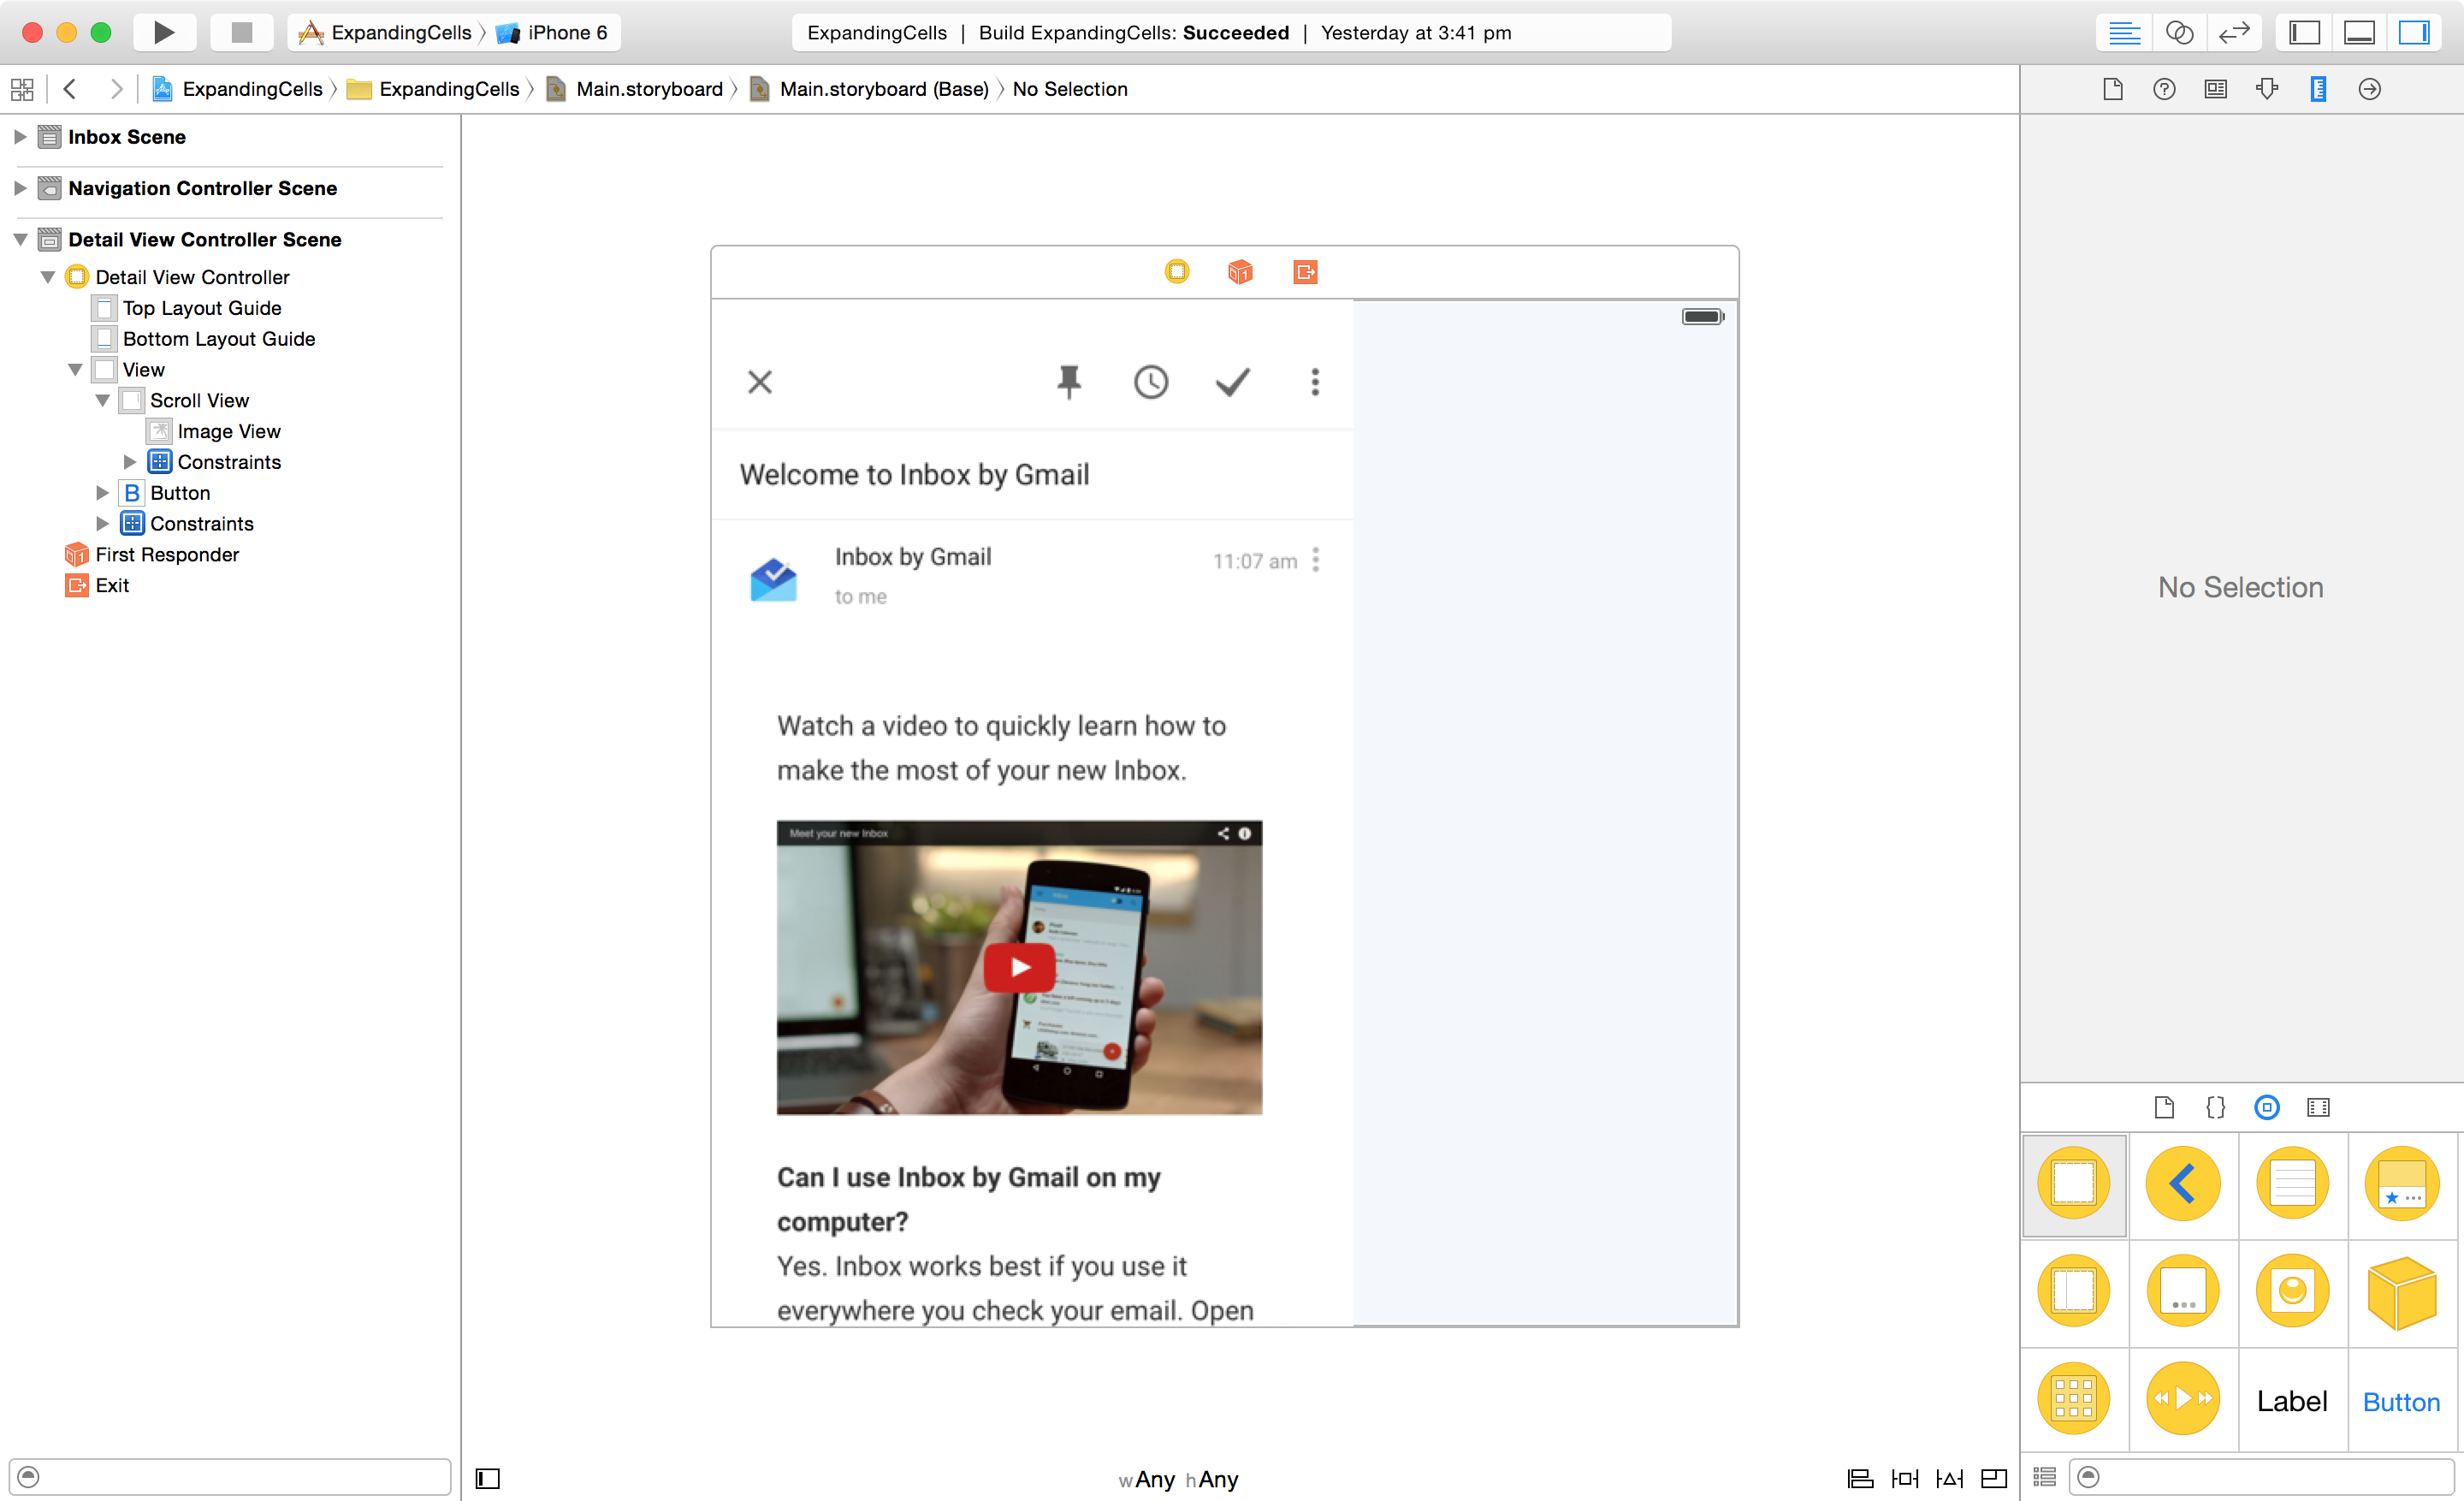 ExpandingCells iPhone 6
ExpandingCells | Build ExpandingCells: Succeeded | Yesterday at 3:41 pm
ExpandingCells ExpandingCells Main.storyboard Main.storyboard (Base) No Selection
Inbox Scene
Navigation Controller Scene
Detail View Controller Scene
Detail View Controller
Top Layout Guide
Bottom Layout Guide
View
Scroll View
Image View
Constraints
B Button
Constraints
First Responder
Exit
Welcome to Inbox by Gmail
Inbox by Gmail
11:07 am
to me
Watch a video to quickly learn how to
make the most of your new Inbox.
Meet your new Inbox
Can I use Inbox by Gmail on my
computer?
Yes. Inbox works best if you use it
everywhere you check your email. Open
wAny hAny
No Selection
Label
Button